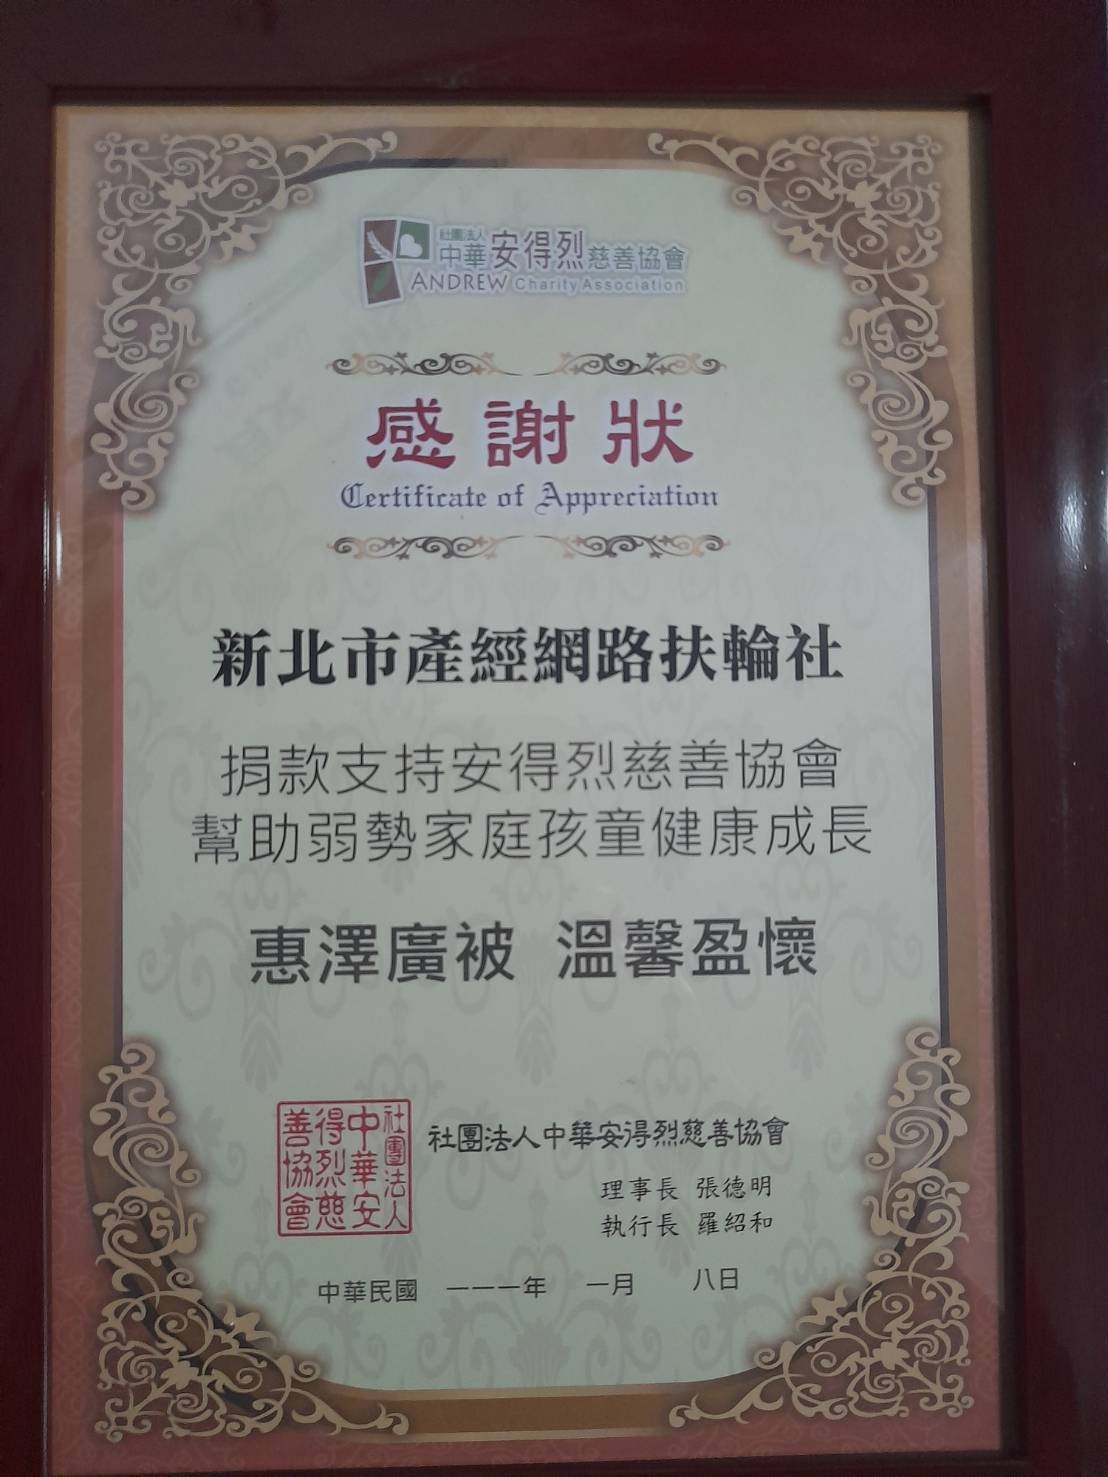 社團法人
中華安得烈慈善協會
ANDREW Charity Association
感謝狀
Certificate of Appreciation
新北市產經網路扶輪社
捐款支持安得烈慈善協會
幫助弱勢家庭孩童健康成長
惠澤廣被 溫馨盈懷
社團法人
中華安
得烈慈
善協會
社團法人中華安得烈慈善協會
理事長 張德明
執行長 羅紹和
中華民國 一一一年 一月 八日